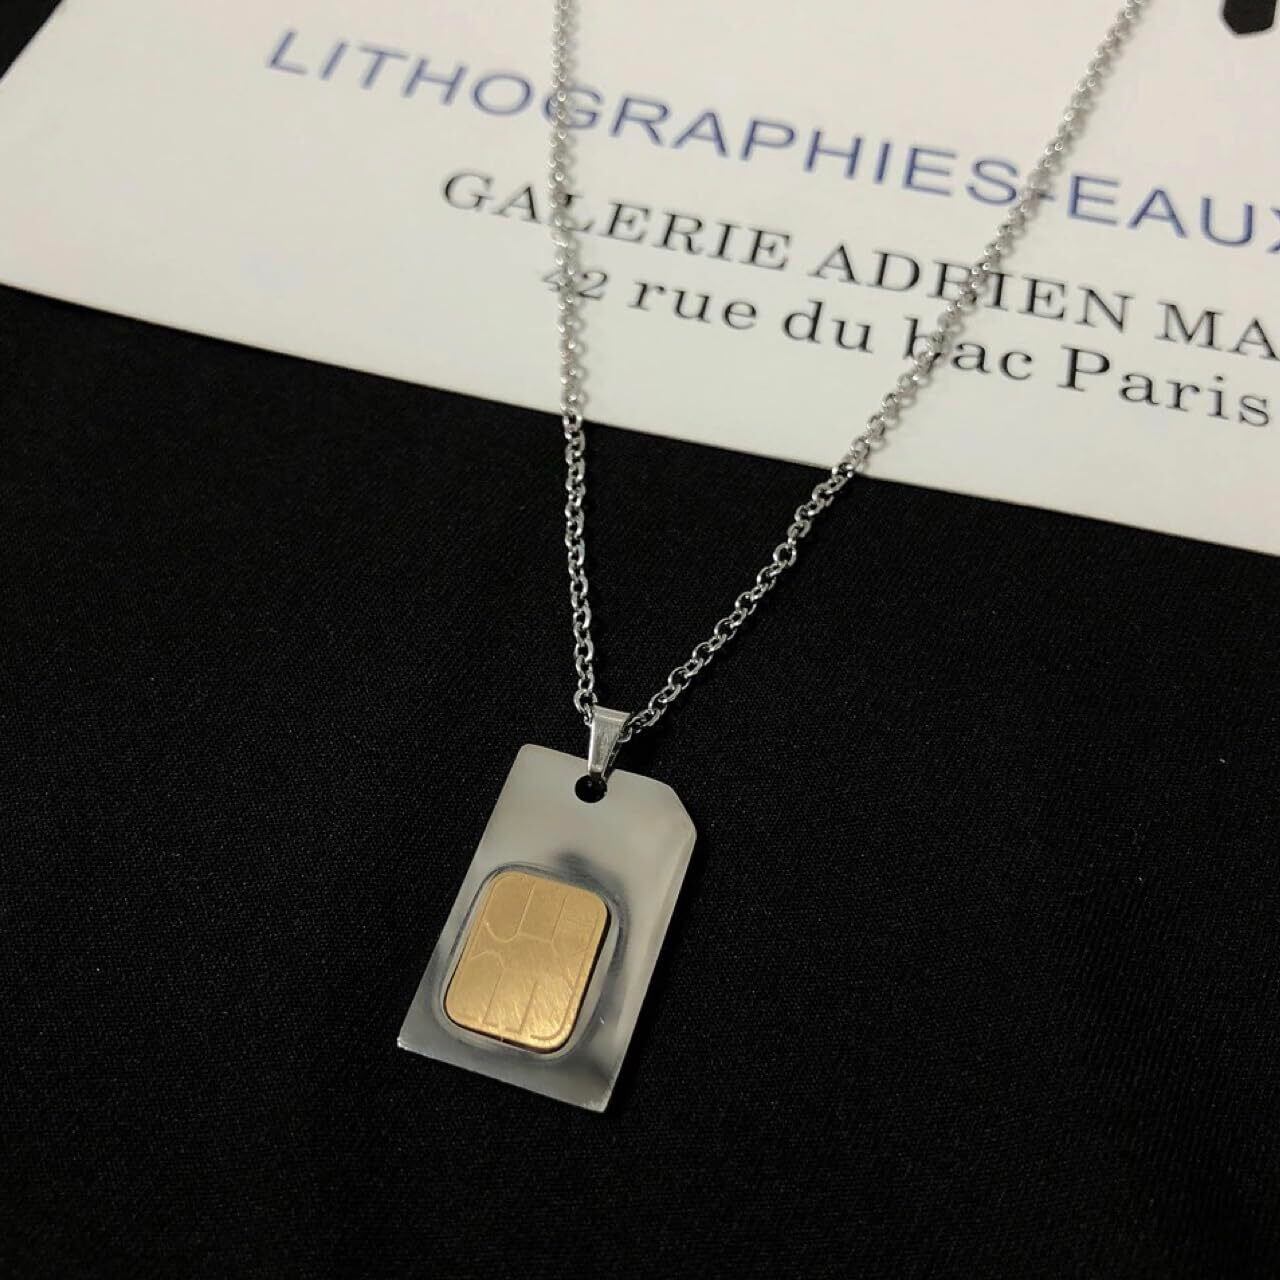 LITHOGRAPHIES-EAUX
GALERIE ADRIEN MA
42 rue du bac Paris